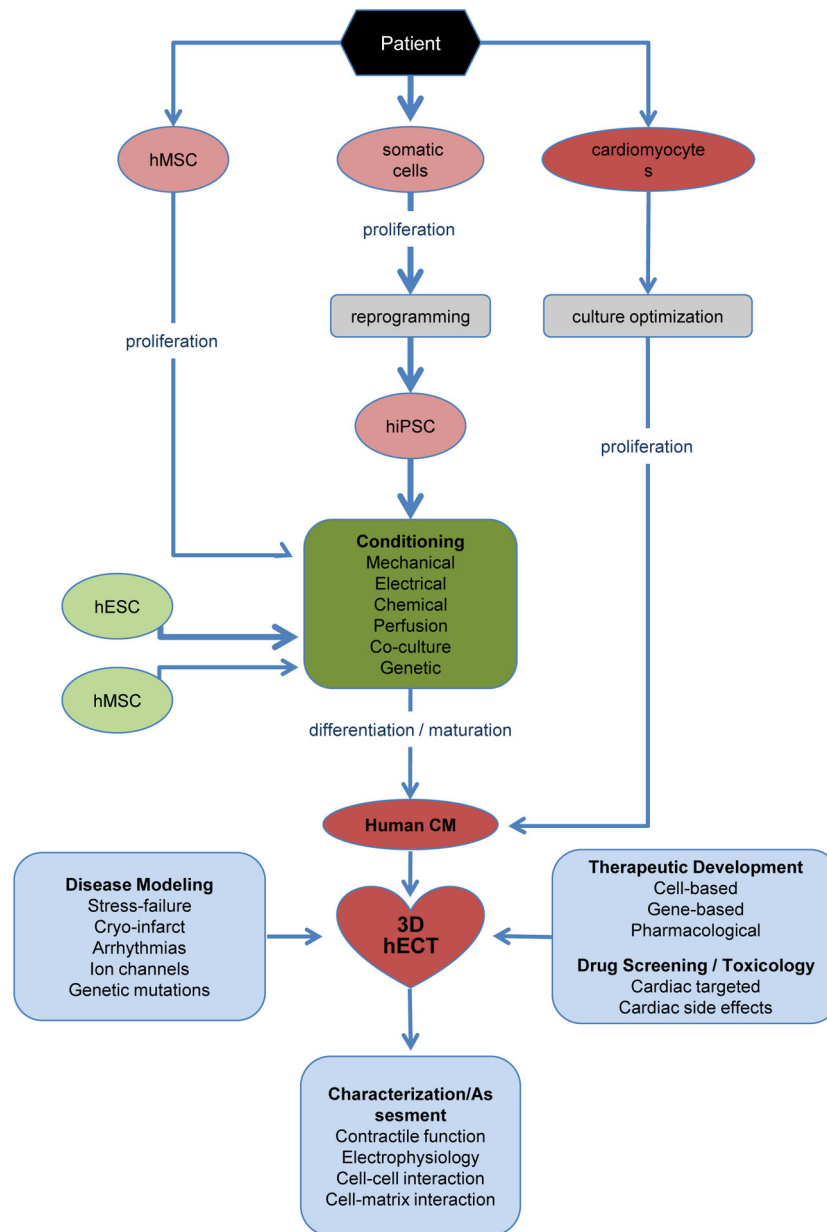 Patient
hMSC
somatic
cells
cardiomyocyte
s
proliferation
reprogramming
culture optimization
proliferation
hiPSC
proliferation
Conditioning
Mechanical
Electrical
Chemical
Perfusion
Co-culture
Genetic
hESC
hMSC
differentiation / maturation
Human CM
Disease Modeling
Stress-failure
Cryo-infarct
Arrhythmias
Ion channels
Genetic mutations
3D
hECT
Therapeutic Development
Cell-based
Gene-based
Pharmacological
Drug Screening / Toxicology
Cardiac targeted
Cardiac side effects
Characterization/As
sesment
Contractile function
Electrophysiology
Cell-cell interaction
Cell-matrix interaction